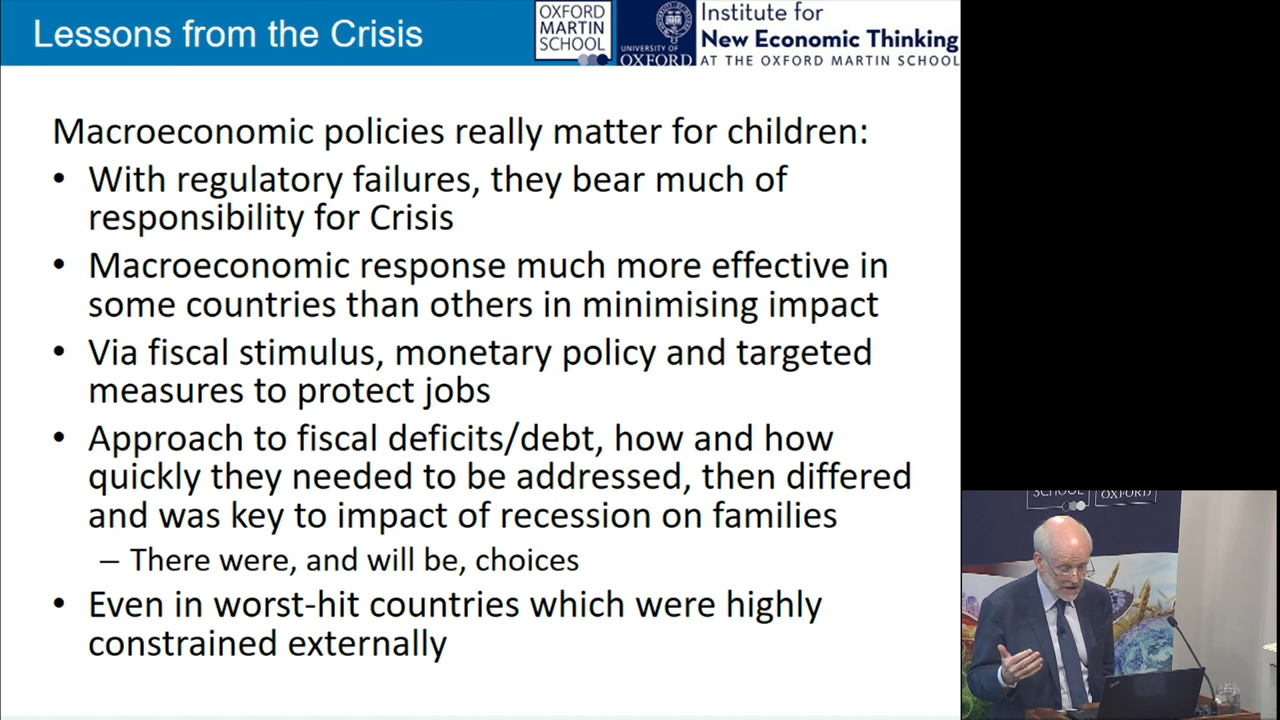 Lessons from the Crisis
OXFORD
MARTIN
SCHOOL
UNIVERSITY OF
OXFORD
Institute for
New Economic Thinking
AT THE OXFORD MARTIN SCHOOL
Macroeconomic policies really matter for children:
• With regulatory failures, they bear much of
responsibility for Crisis
• Macroeconomic response much more effective in
some countries than others in minimising impact
• Via fiscal stimulus, monetary policy and targeted
measures to protect jobs
• Approach to fiscal deficits/debt, how and how
quickly they needed to be addressed, then differed
and was key to impact of recession on families
– There were, and will be, choices
• Even in worst-hit countries which were highly
constrained externally
SCHOOL
OXFORD